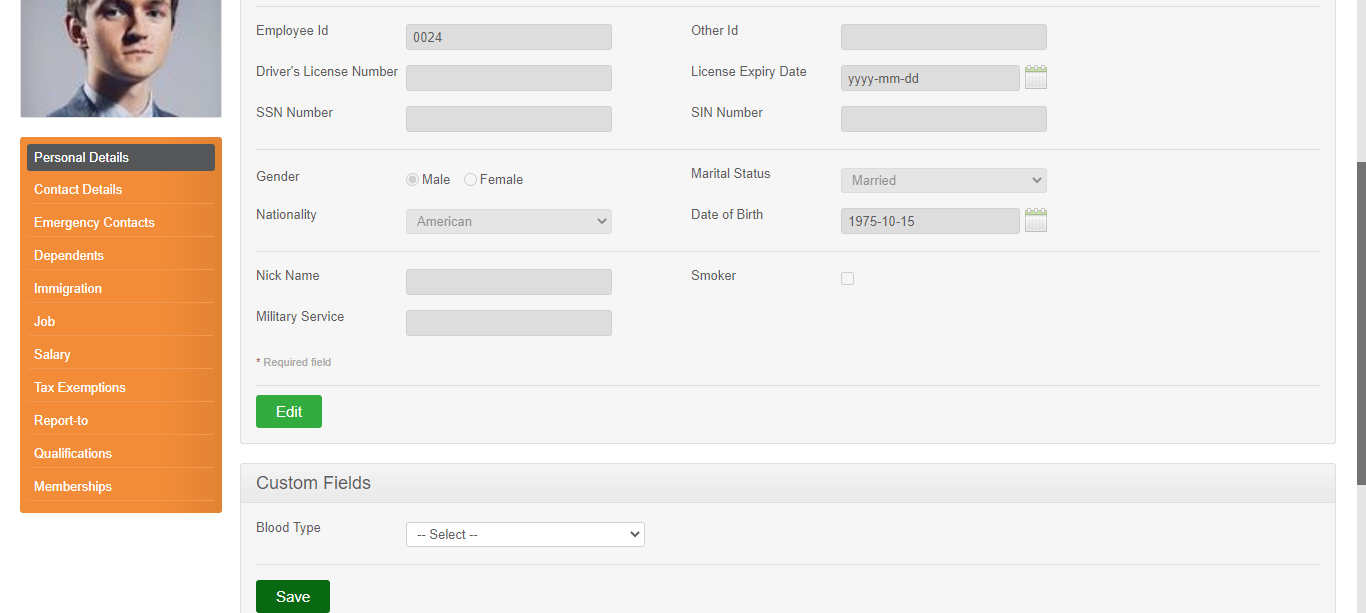 Employee Id 0024 Other Id
Driver's License Number License Expiry Date yyyy-mm-dd
SSN Number SIN Number
Gender Male Female Marital Status Married
Nationality American Date of Birth 1975-10-15
Nick Name Smoker
Military Service
* Required field
Edit
Personal Details
Contact Details
Emergency Contacts
Dependents
Immigration
Job
Salary
Tax Exemptions
Report-to
Qualifications
Memberships
Custom Fields
Blood Type -- Select --
Save